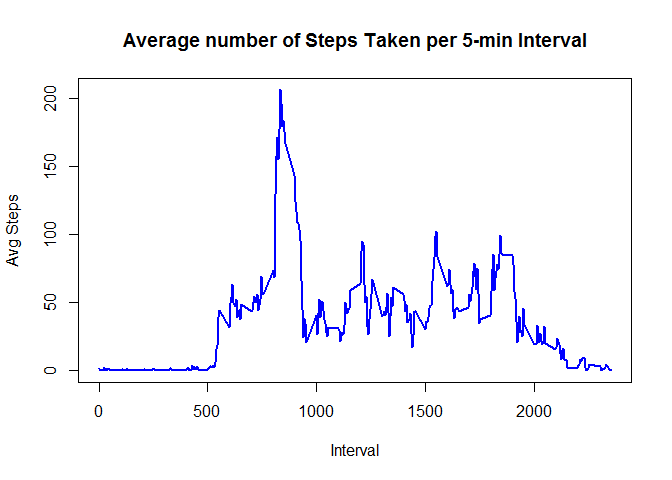 Average number of Steps Taken per 5-min Interval
200
150
100
50
0
Avg Steps
0 500 1000 1500 2000
Interval